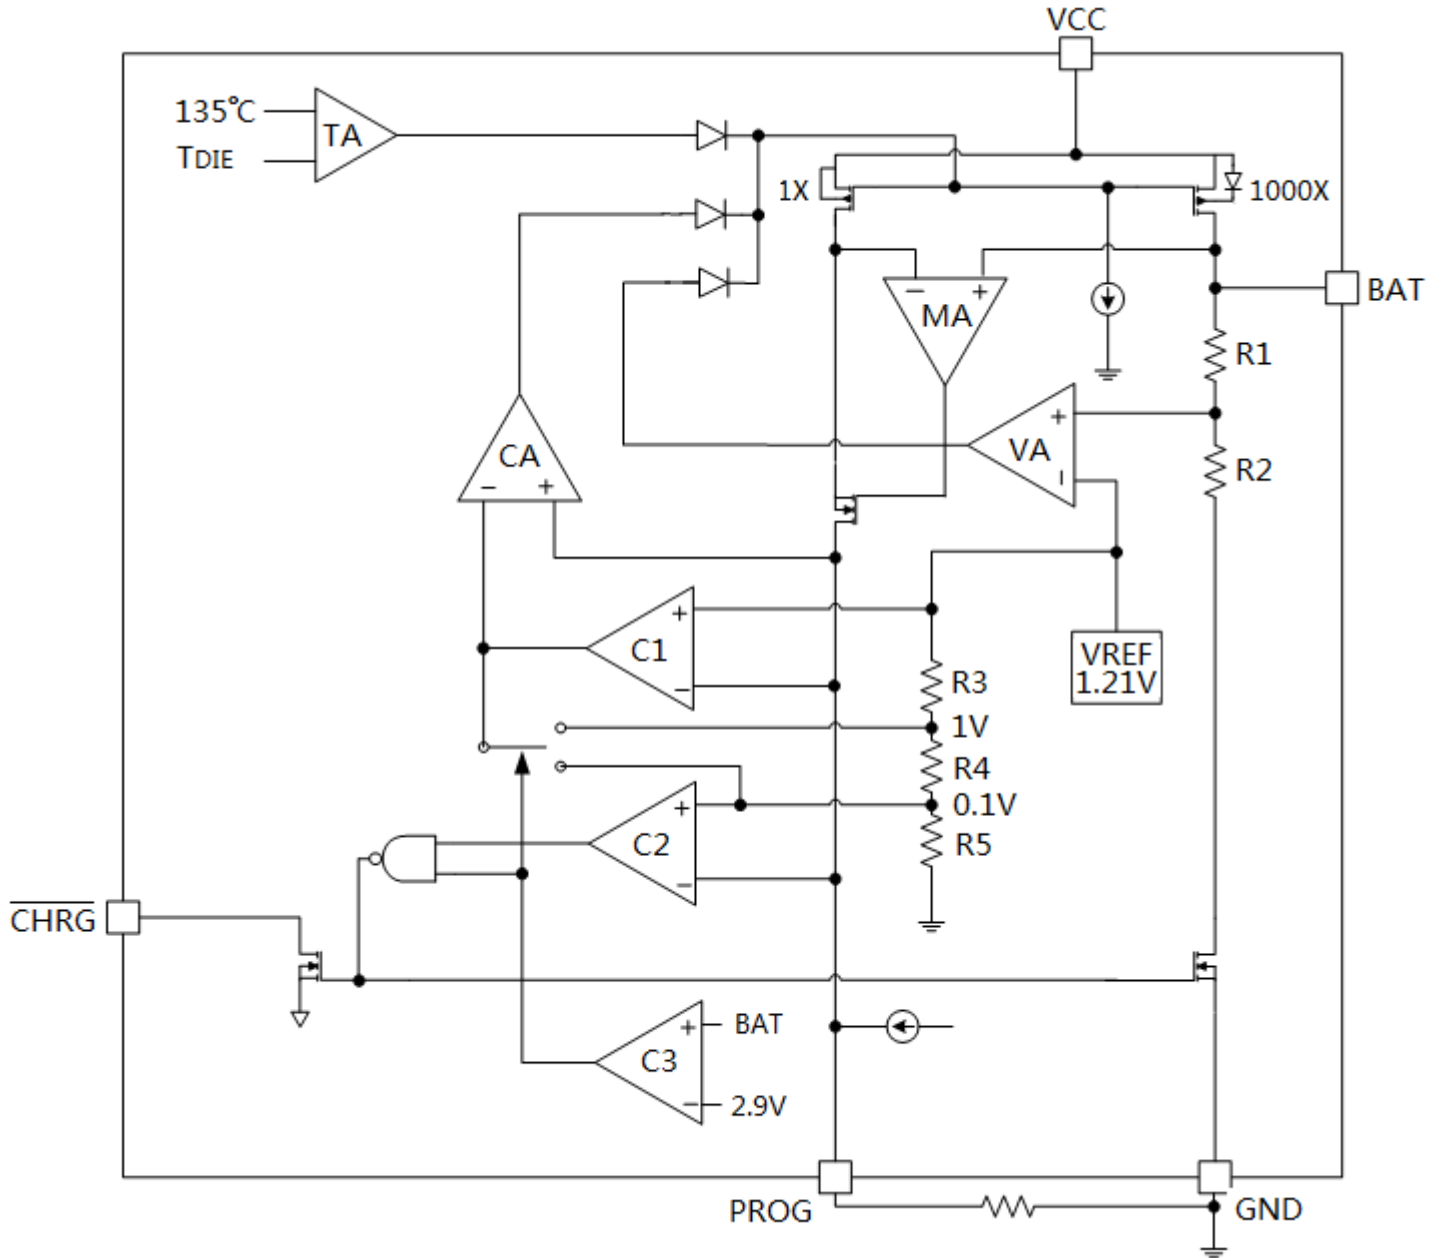 VCC
135℃
TA
TDIE
1X
1000X
BAT
− +
MA
R1
+
VA
−
CA
− +
R2
+
C1
−
VREF
1.21V
R3
1V
R4
0.1V
+
C2
−
R5
CHRG
+
BAT
C3
−
2.9V
PROG
GND